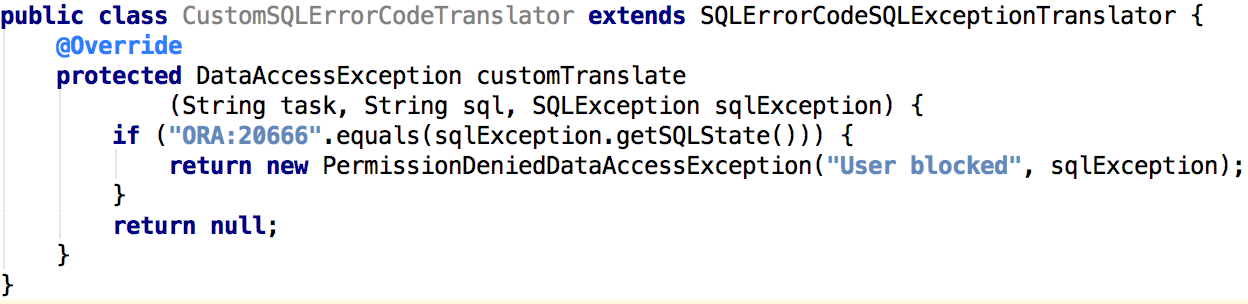 public class CustomSQLErrorCodeTranslator extends SQLErrorCodeSQLExceptionTranslator {
    @Override
    protected DataAccessException customTranslate
            (String task, String sql, SQLException sqlException) {
        if ("ORA:20666".equals(sqlException.getSQLState())) {
            return new PermissionDeniedDataAccessException("User blocked", sqlException);
        }
        return null;
    }
}